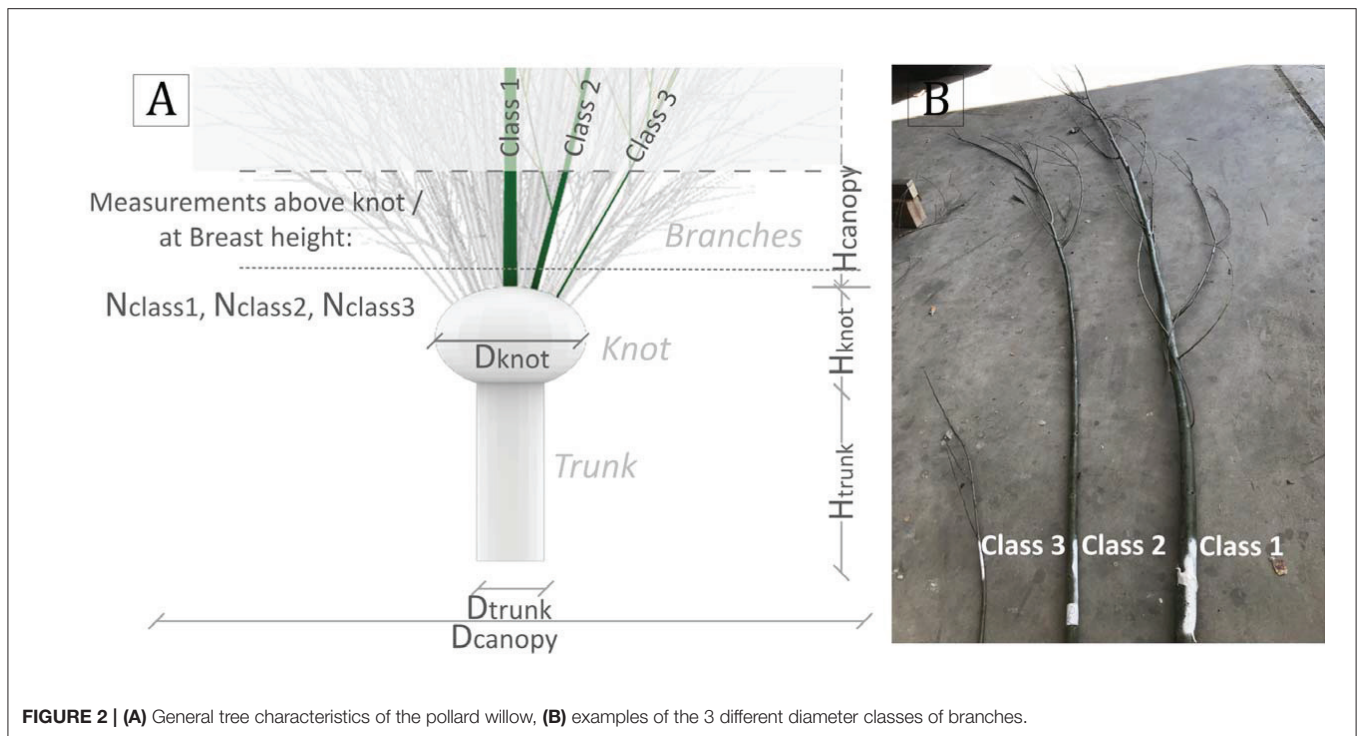 A
Class 1
Class 2
Class 3
Measurements above knot /
at Breast height:
Nclass1, Nclass2, Nclass3
Branches
Knot
Dknot
Trunk
Hcanopy
Hknot
Htrunk
Dtrunk
Dcanopy
B
Class 3 Class 2 Class 1
FIGURE 2 | (A) General tree characteristics of the pollard willow, (B) examples of the 3 different diameter classes of branches.